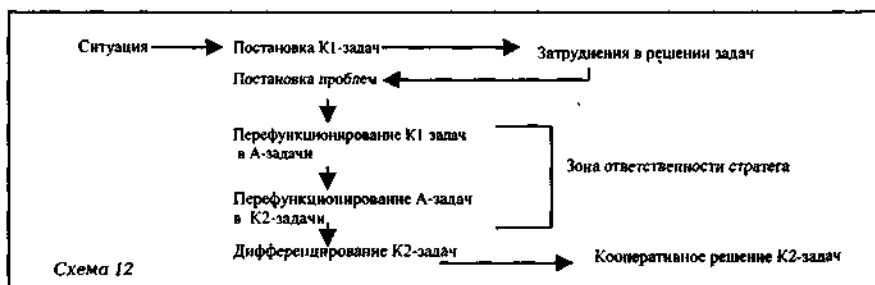 Ситуация Постановка К1-задач Затруднения в решении задач
Постановка проблем
Перефункционирование К1 задач
в А-задачи
Зона ответственности стратега
Перефункционирование А-задач
в К2-задачи
Дифференцирование К2-задач Кооперативное решение К2-задач
Схема 12